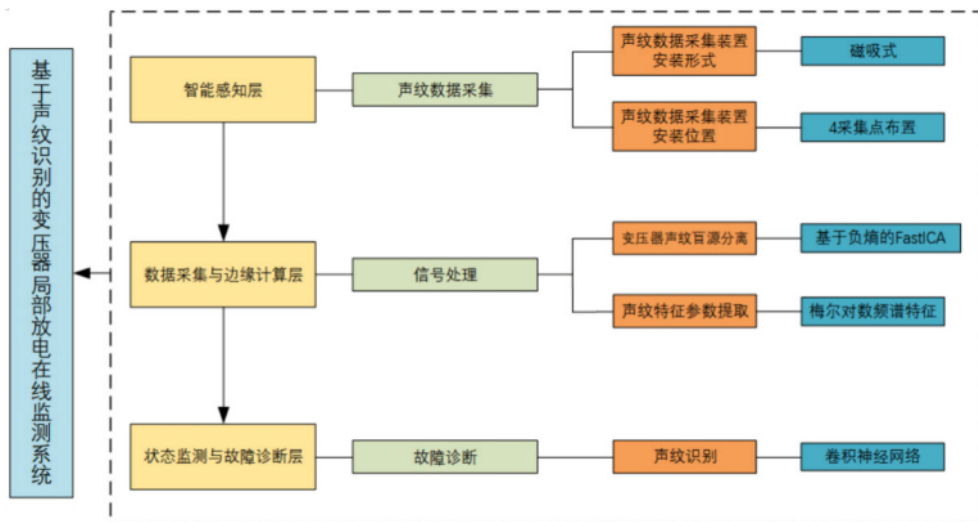 基于声纹识别的变压器局部放电在线监测系统
智能感知层
声纹数据采集
声纹数据采集装置
安装形式
磁吸式
声纹数据采集装置
安装位置
4采集点布置
数据采集与边缘计算层
信号处理
变压器声纹盲源分离
基于负熵的FastICA
声纹特征参数提取
梅尔对数频谱特征
状态监测与故障诊断层
故障诊断
声纹识别
卷积神经网络